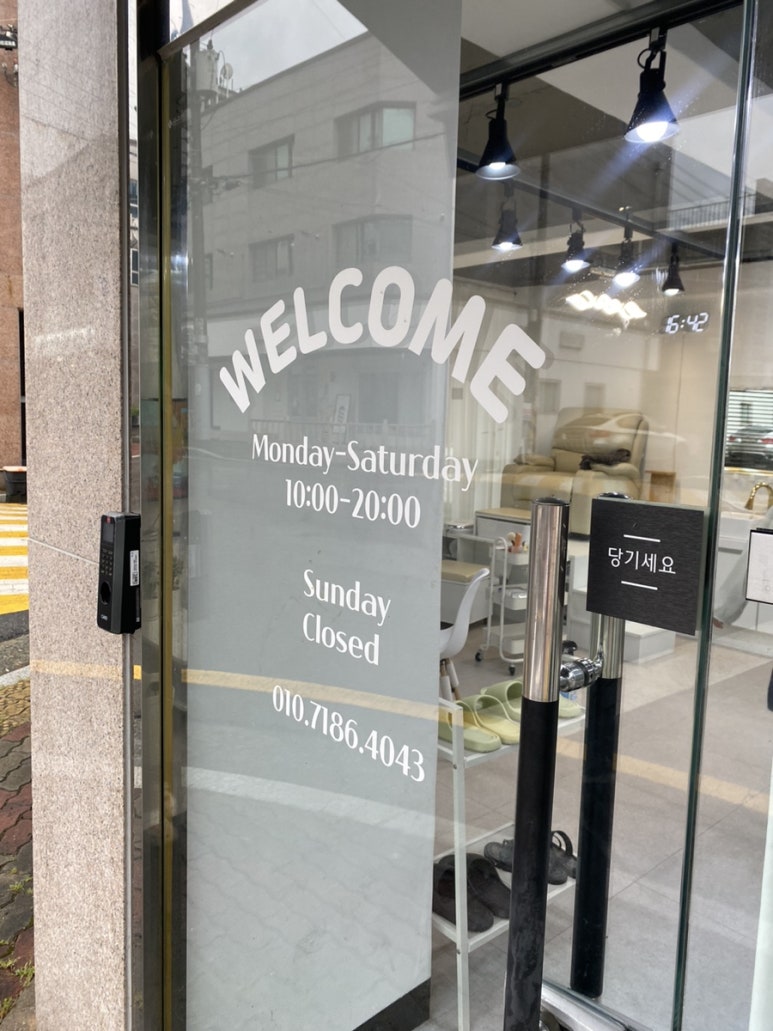 WELCOME
Monday-Saturday
10:00-20:00
Sunday
Closed
010.7186.4043
16:42
당기세요